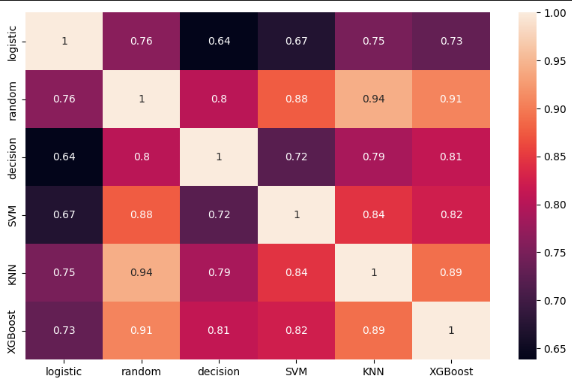 logistic 1 0.76 0.64 0.67 0.75 0.73
random 0.76 1 0.8 0.88 0.94 0.91
decision 0.64 0.8 1 0.72 0.79 0.81
SVM 0.67 0.88 0.72 1 0.84 0.82
KNN 0.75 0.94 0.79 0.84 1 0.89
XGBoost 0.73 0.91 0.81 0.82 0.89 1
logistic random decision SVM KNN XGBoost
1.00
0.95
0.90
0.85
0.80
0.75
0.70
0.65